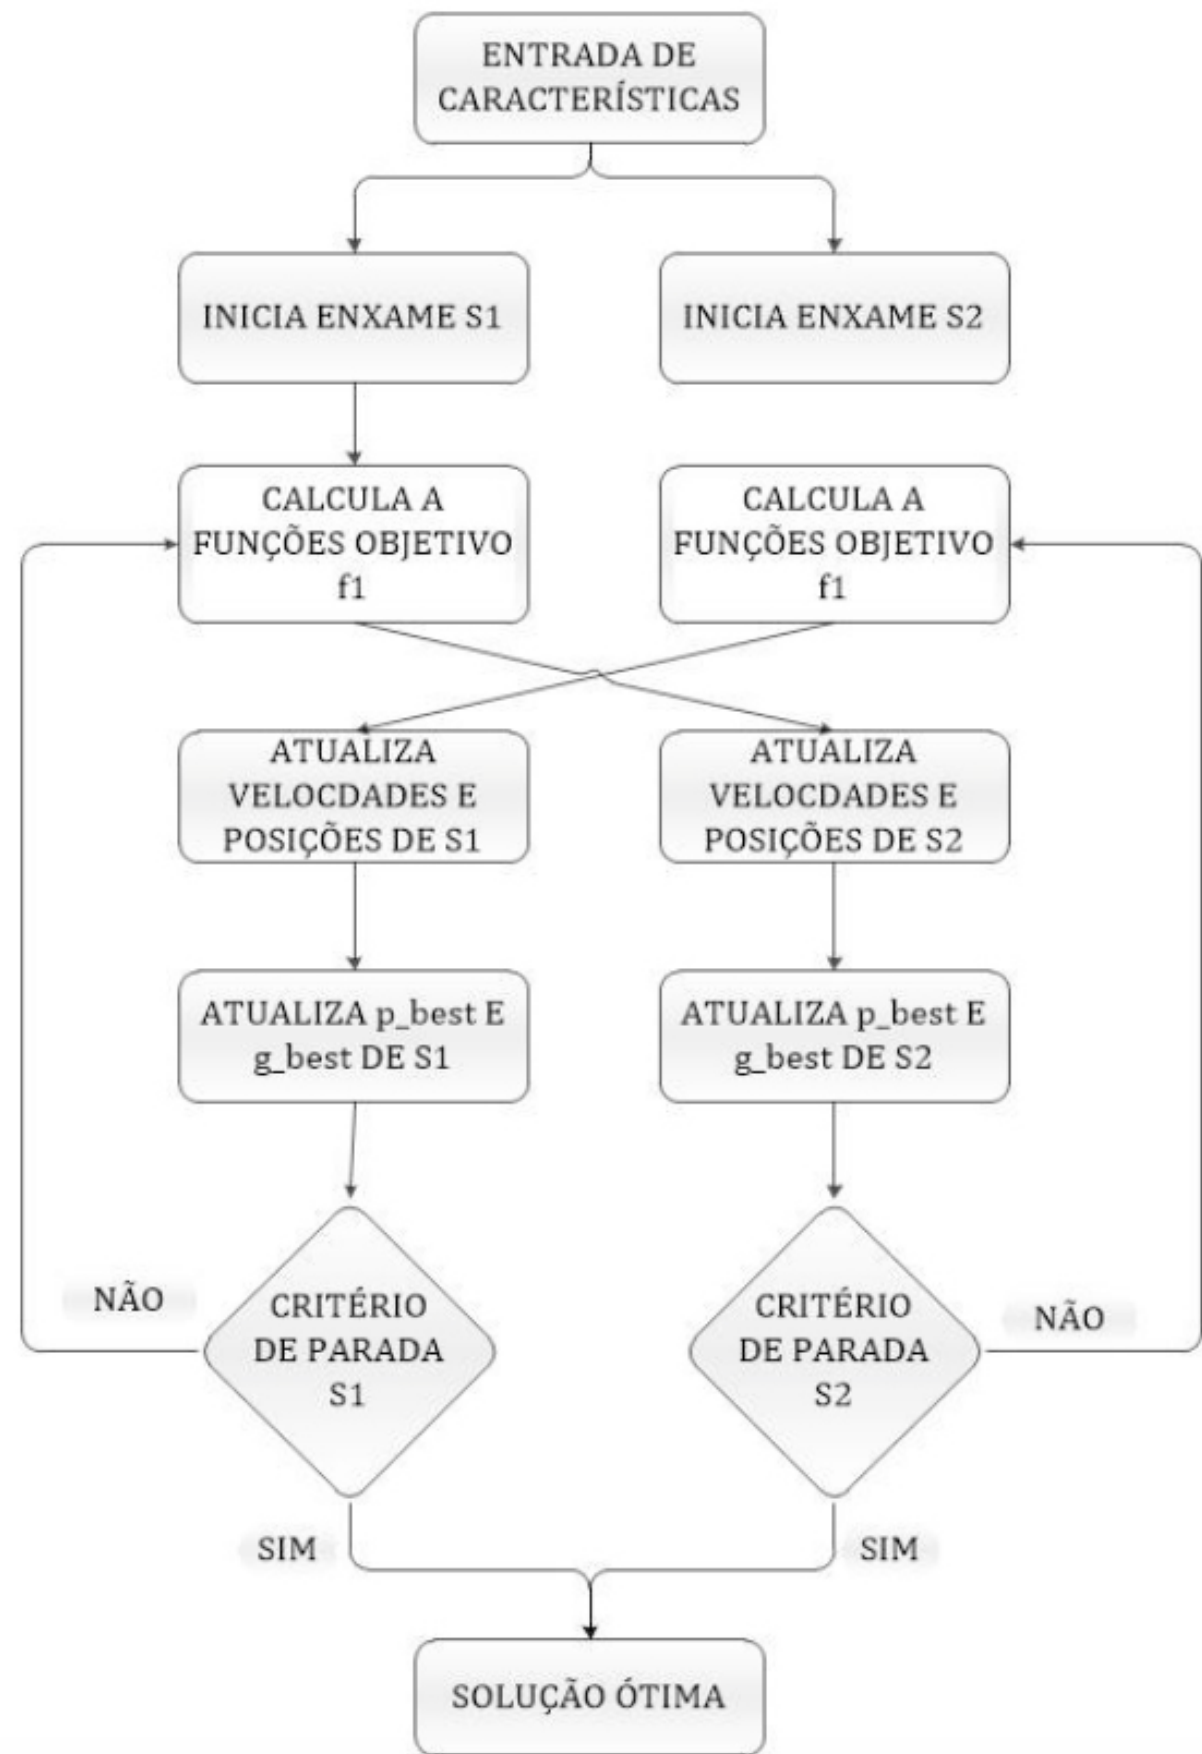 ENTRADA DE
CARACTERÍSTICAS
INICIA ENXAME S1
INICIA ENXAME S2
CALCULA A
FUNÇÕES OBJETIVO
f1
CALCULA A
FUNÇÕES OBJETIVO
f1
ATUALIZA
VELOCDADES E
POSIÇÕES DE S1
ATUALIZA
VELOCDADES E
POSIÇÕES DE S2
ATUALIZA p_best E
g_best DE S1
ATUALIZA p_best E
g_best DE S2
NÃO
CRITÉRIO
DE PARADA
S1
CRITÉRIO
DE PARADA
S2
NÃO
SIM
SIM
SOLUÇÃO ÓTIMA